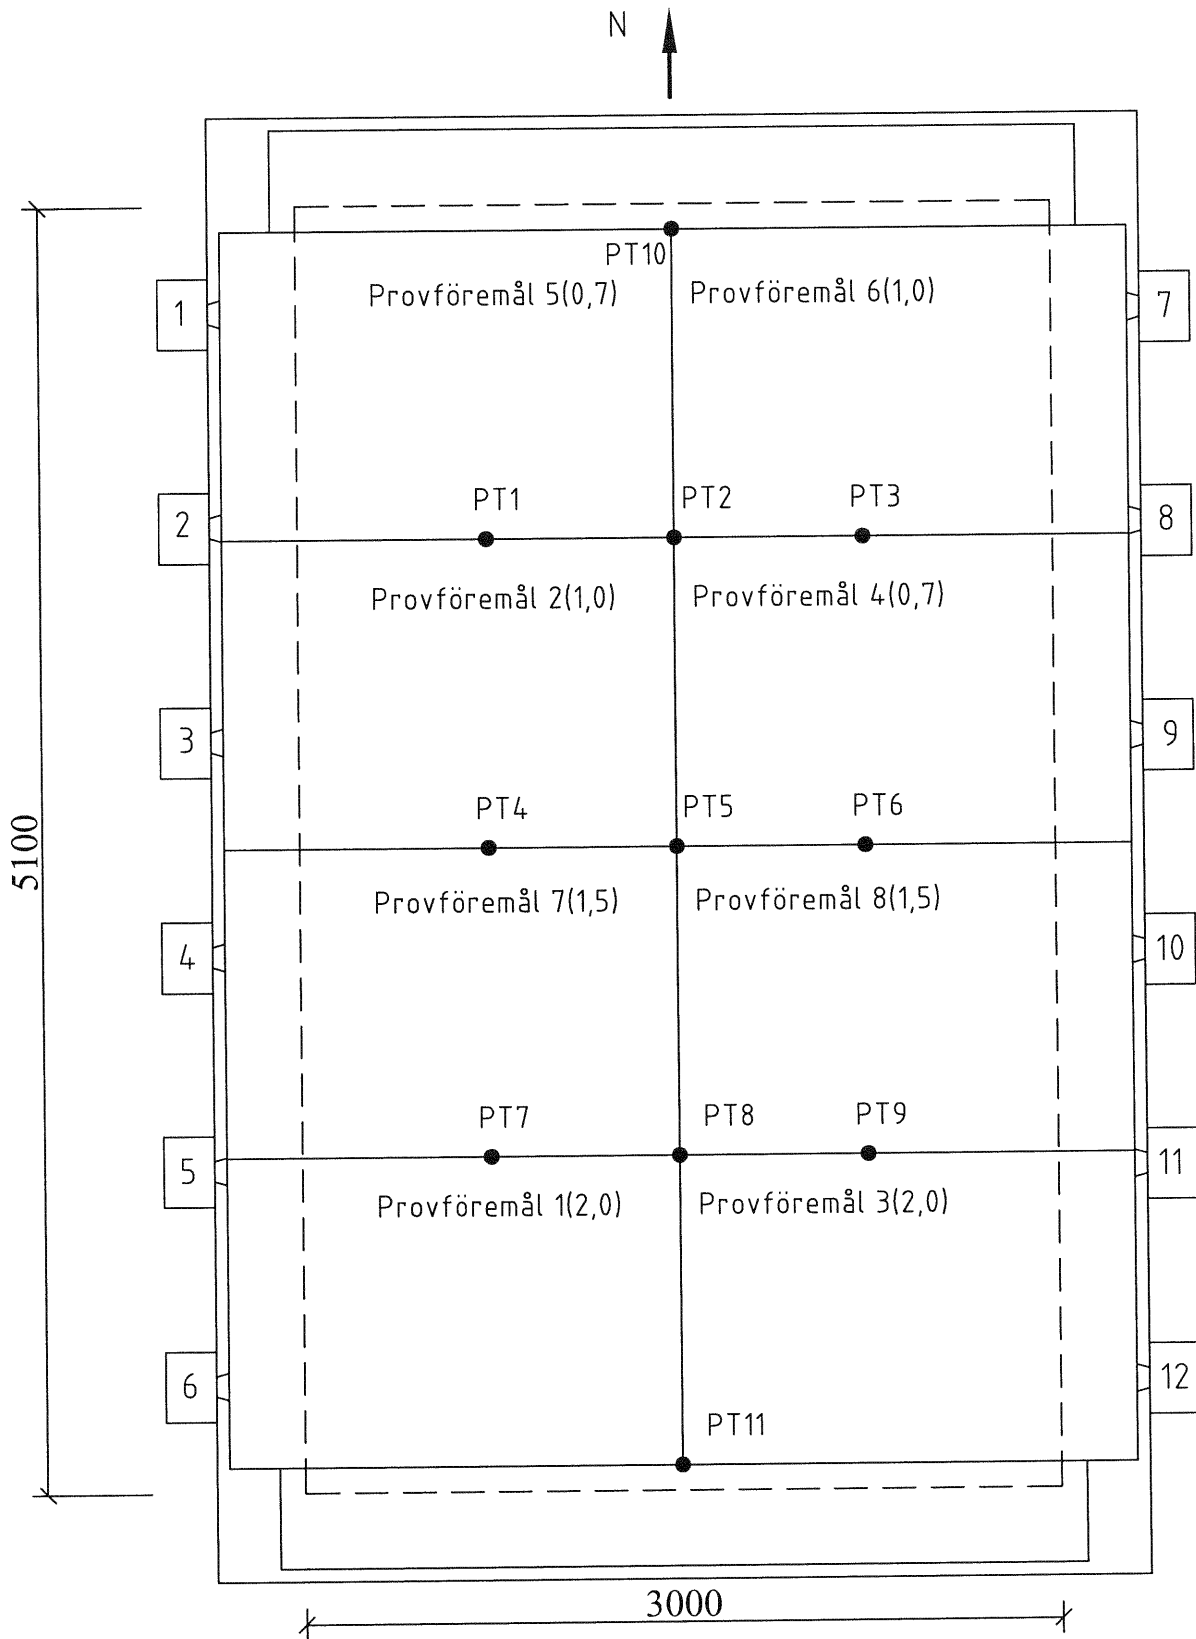 N
PT10
Provföremål 5(0,7) Provföremål 6(1,0)
1 7
PT1 PT2 PT3
2 8
Provföremål 2(1,0) Provföremål 4(0,7)
3 9
PT4 PT5 PT6
5100
Provföremål 7(1,5) Provföremål 8(1,5)
4 10
PT7 PT8 PT9
5 11
Provföremål 1(2,0) Provföremål 3(2,0)
6 12
PT11
3000